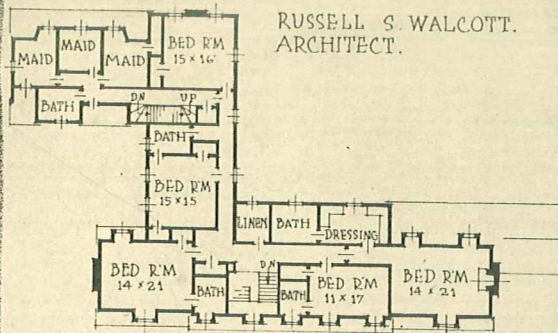 RUSSELL S. WALCOTT.
ARCHITECT.
MAID
MAID
MAID
BED R'M
15 x 16
BATH
DN
UP
BATH
BED R'M
15 x 15
LINEN
BATH
DRESSING
BED R'M
14 x 21
BATH
DN
BATH
BED R'M
11 x 17
BED R'M
14 x 21